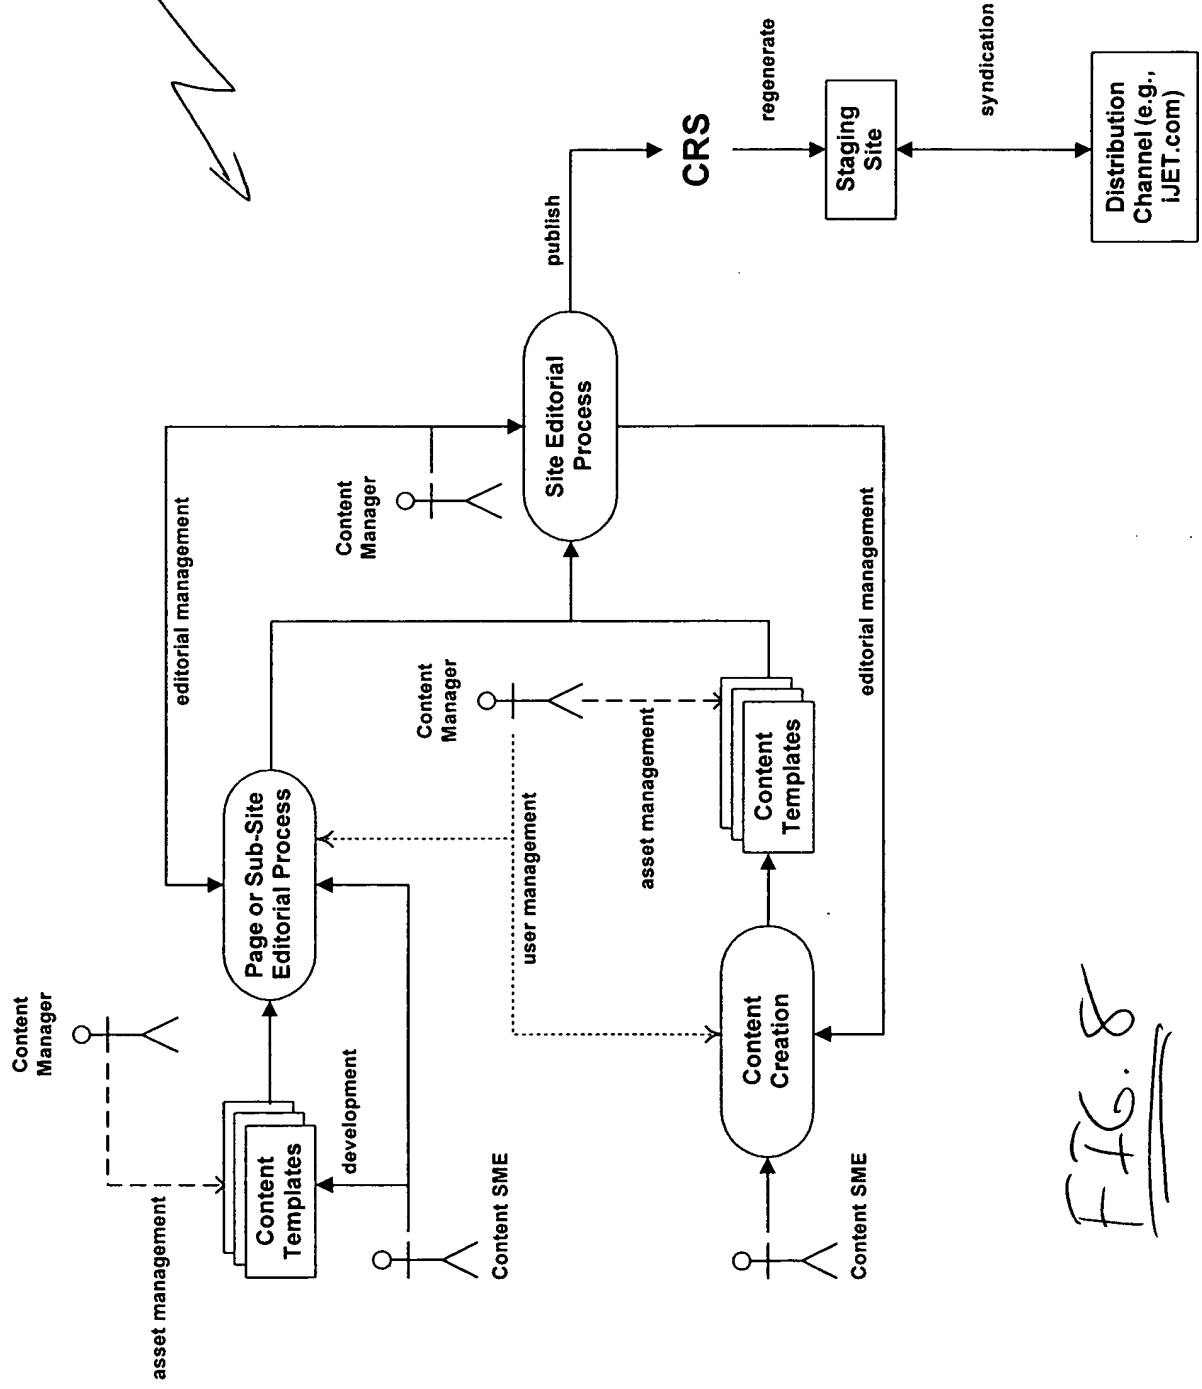 Content
Manager
asset management
Content
Templates
development
Content SME
Page or Sub-Site
Editorial Process
editorial management
Content
Manager
Content
Manager
user management
asset management
Content SME
Content
Creation
Content
Templates
editorial management
Site Editorial
Process
publish
CRS
regenerate
Staging
Site
syndication
Distribution
Channel (e.g.,
iJET.com)
FIG. 8